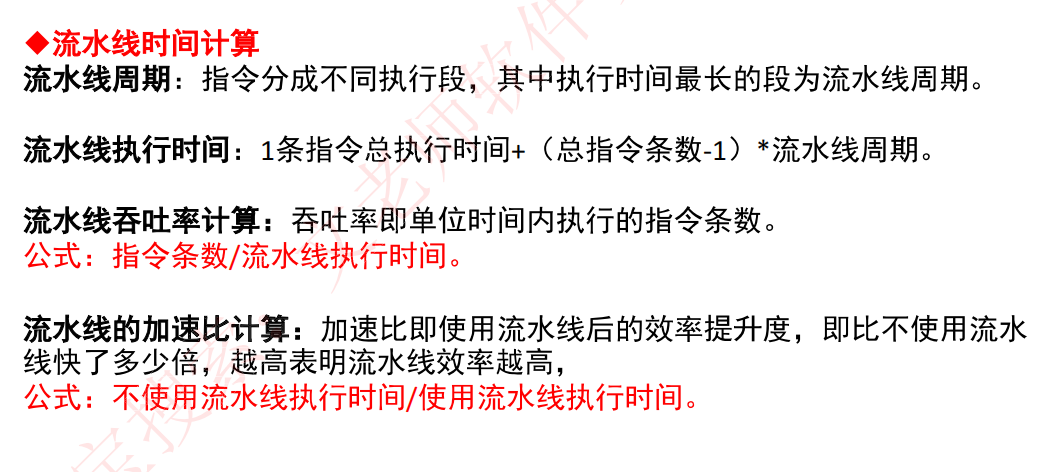 ◆流水线时间计算
流水线周期：指令分成不同执行段，其中执行时间最长的段为流水线周期。
流水线执行时间：1条指令总执行时间+（总指令条数-1）*流水线周期。
流水线吞吐率计算：吞吐率即单位时间内执行的指令条数。
公式：指令条数/流水线执行时间。
流水线的加速比计算：加速比即使用流水线后的效率提升度，即比不使用流水
线快了多少倍，越高表明流水线效率越高，
公式：不使用流水线执行时间/使用流水线执行时间。